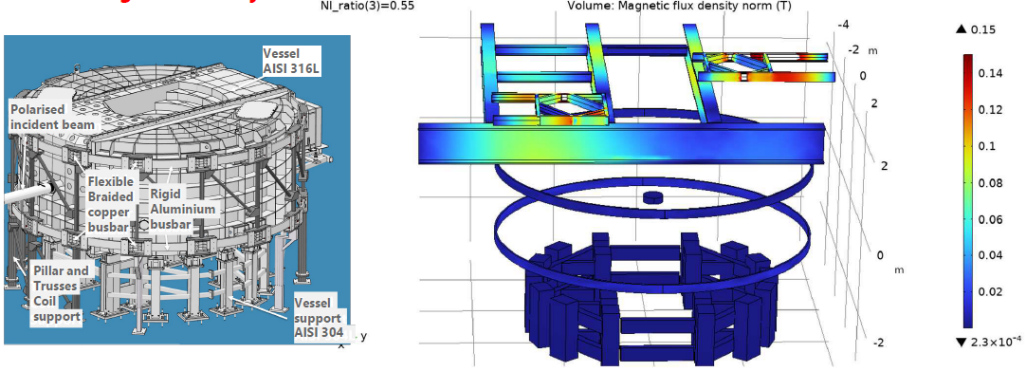 NI_ratio(3)=0.55
Volume: Magnetic flux density norm (T)
Vessel
AISI 316L
Polarised
incident beam
Flexible
Braided
copper
busbar
Rigid
Aluminium
busbar
Pillar and
Trusses
Coil
support
Vessel
support
AISI 304
y
x
-4
-2
m
0
2
2
0
m
-2
▲ 0.15
0.14
0.12
0.1
0.08
0.06
0.04
0.02
▼ 2.3×10⁻⁴